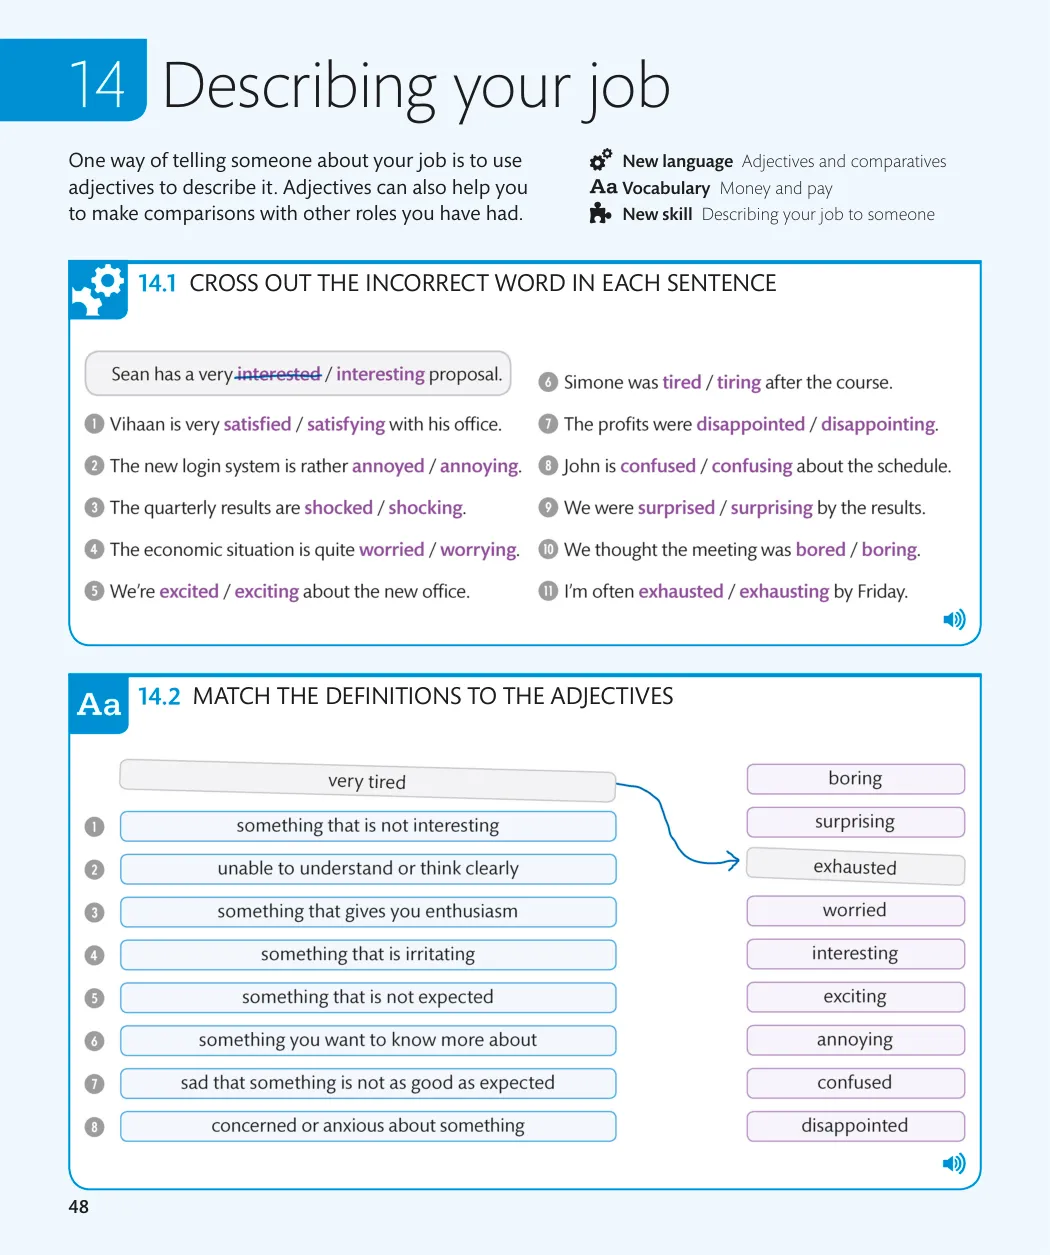 14 Describing your job
One way of telling someone about your job is to use
adjectives to describe it. Adjectives can also help you
to make comparisons with other roles you have had.
New language Adjectives and comparatives
Aa Vocabulary Money and pay
New skill Describing your job to someone
14.1 CROSS OUT THE INCORRECT WORD IN EACH SENTENCE
Sean has a very interested / interesting proposal.
1 Vihaan is very satisfied / satisfying with his office.
2 The new login system is rather annoyed / annoying.
3 The quarterly results are shocked / shocking.
4 The economic situation is quite worried / worrying.
5 We’re excited / exciting about the new office.
6 Simone was tired / tiring after the course.
7 The profits were disappointed / disappointing.
8 John is confused / confusing about the schedule.
9 We were surprised / surprising by the results.
10 We thought the meeting was bored / boring.
11 I’m often exhausted / exhausting by Friday.
Aa 14.2 MATCH THE DEFINITIONS TO THE ADJECTIVES
very tired
1 something that is not interesting
2 unable to understand or think clearly
3 something that gives you enthusiasm
4 something that is irritating
5 something that is not expected
6 something you want to know more about
7 sad that something is not as good as expected
8 concerned or anxious about something
boring
surprising
exhausted
worried
interesting
exciting
annoying
confused
disappointed
48